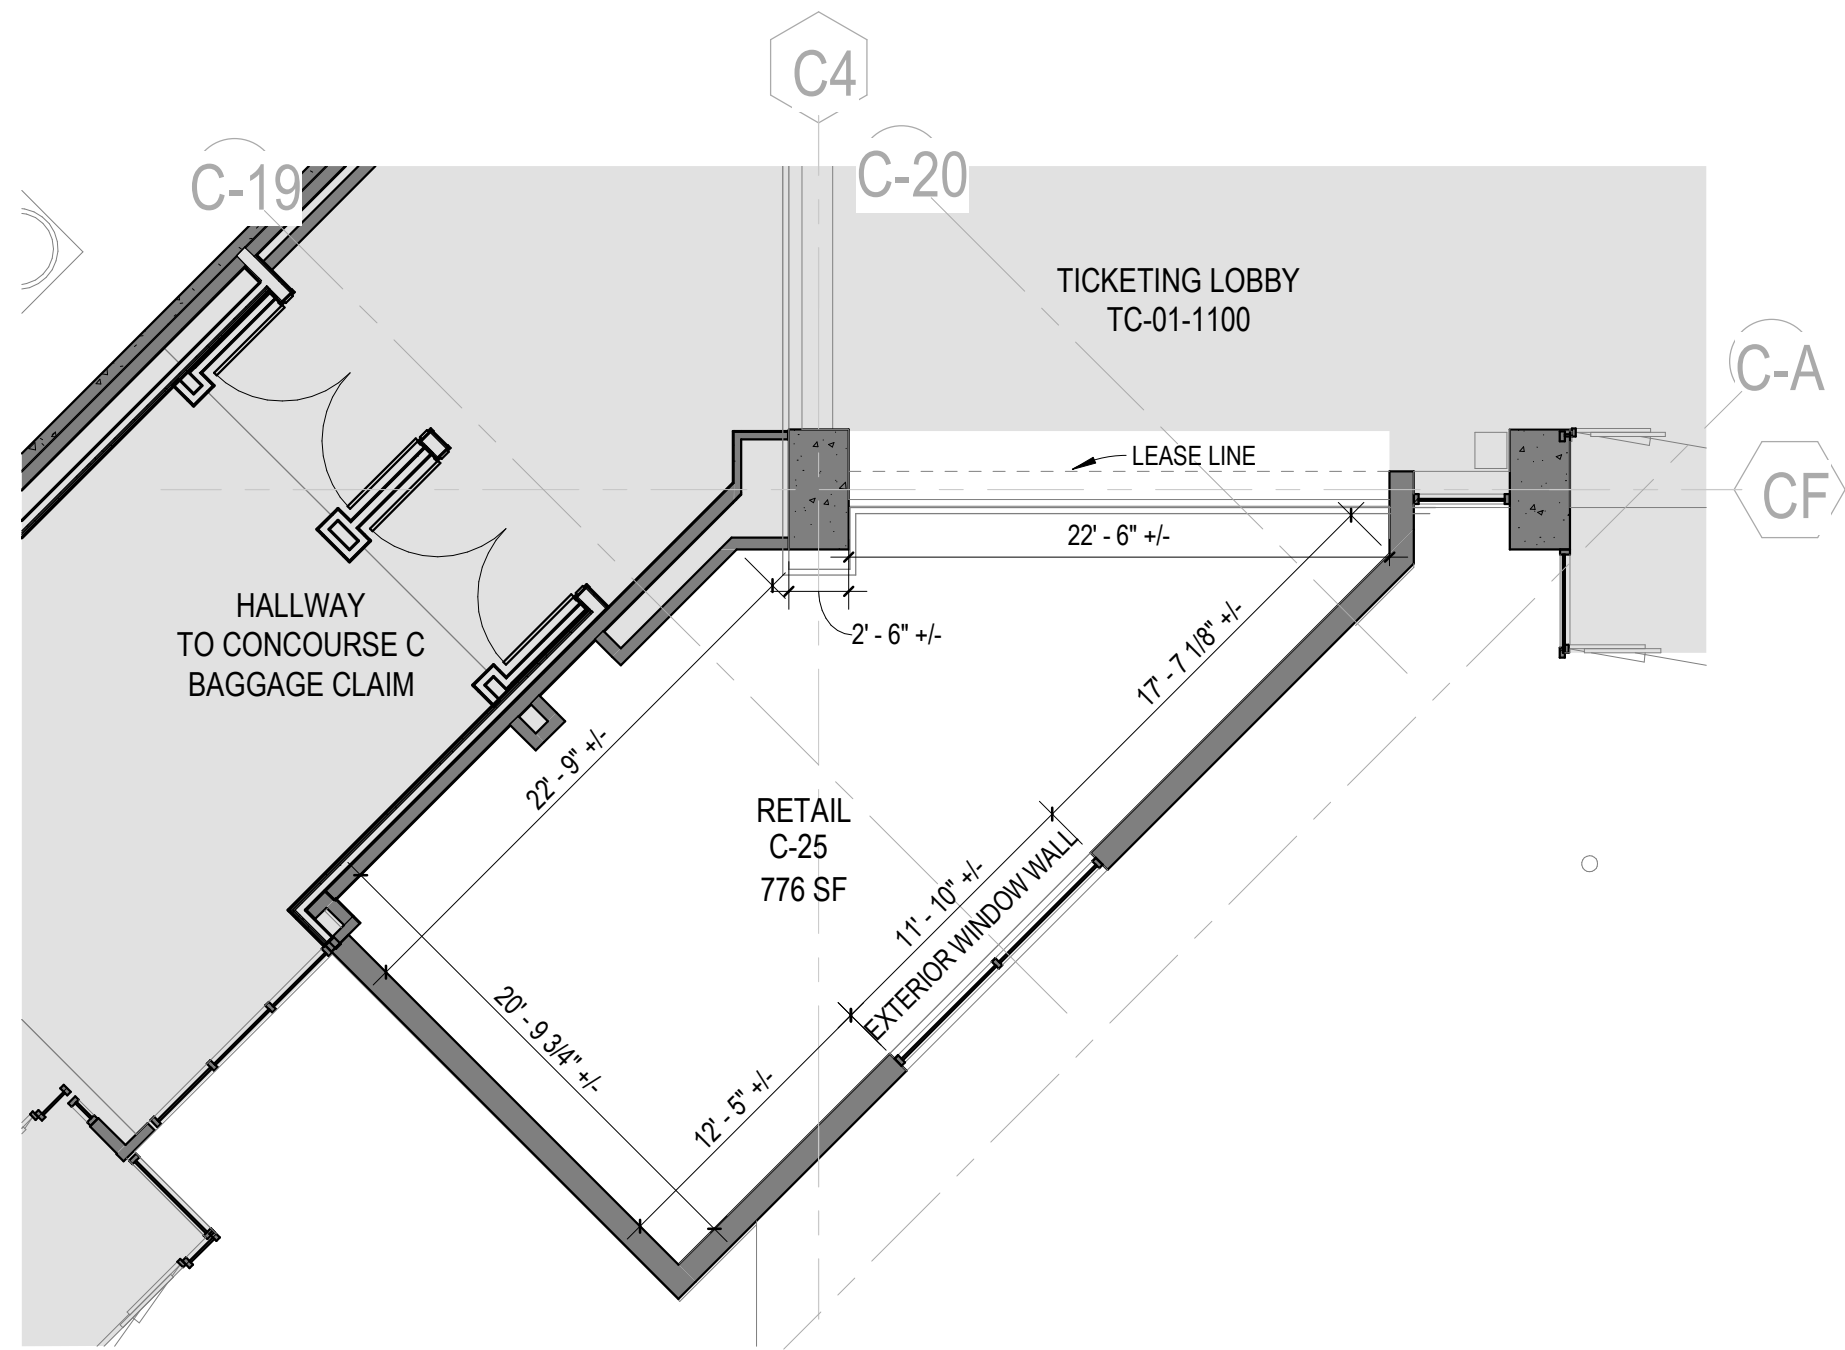 C4
C-19
C-20
TICKETING LOBBY
TC-01-1100
C-A
LEASE LINE
CF
22' - 6" +/-
HALLWAY
TO CONCOURSE C
BAGGAGE CLAIM
2' - 6" +/-
17' - 7 1/8" +/-
22' - 9" +/-
RETAIL
C-25
776 SF
11' - 10" +/-
EXTERIOR WINDOW WALL
20' - 9 3/4" +/-
12' - 5" +/-